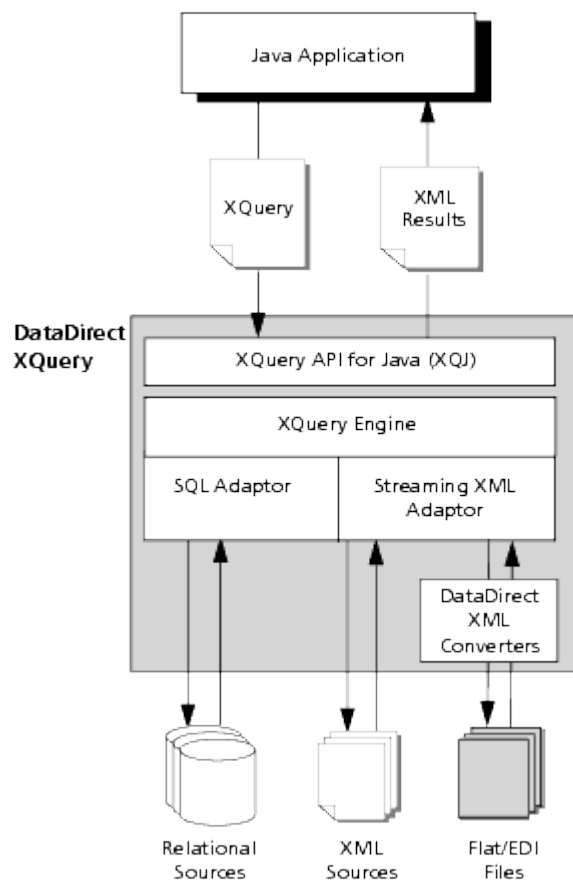 Java Application
XQuery
XML
Results
DataDirect
XQuery
XQuery API for Java (XQJ)
XQuery Engine
SQL Adaptor
Streaming XML
Adaptor
DataDirect
XML
Converters
Relational
Sources
XML
Sources
Flat/EDI
Files